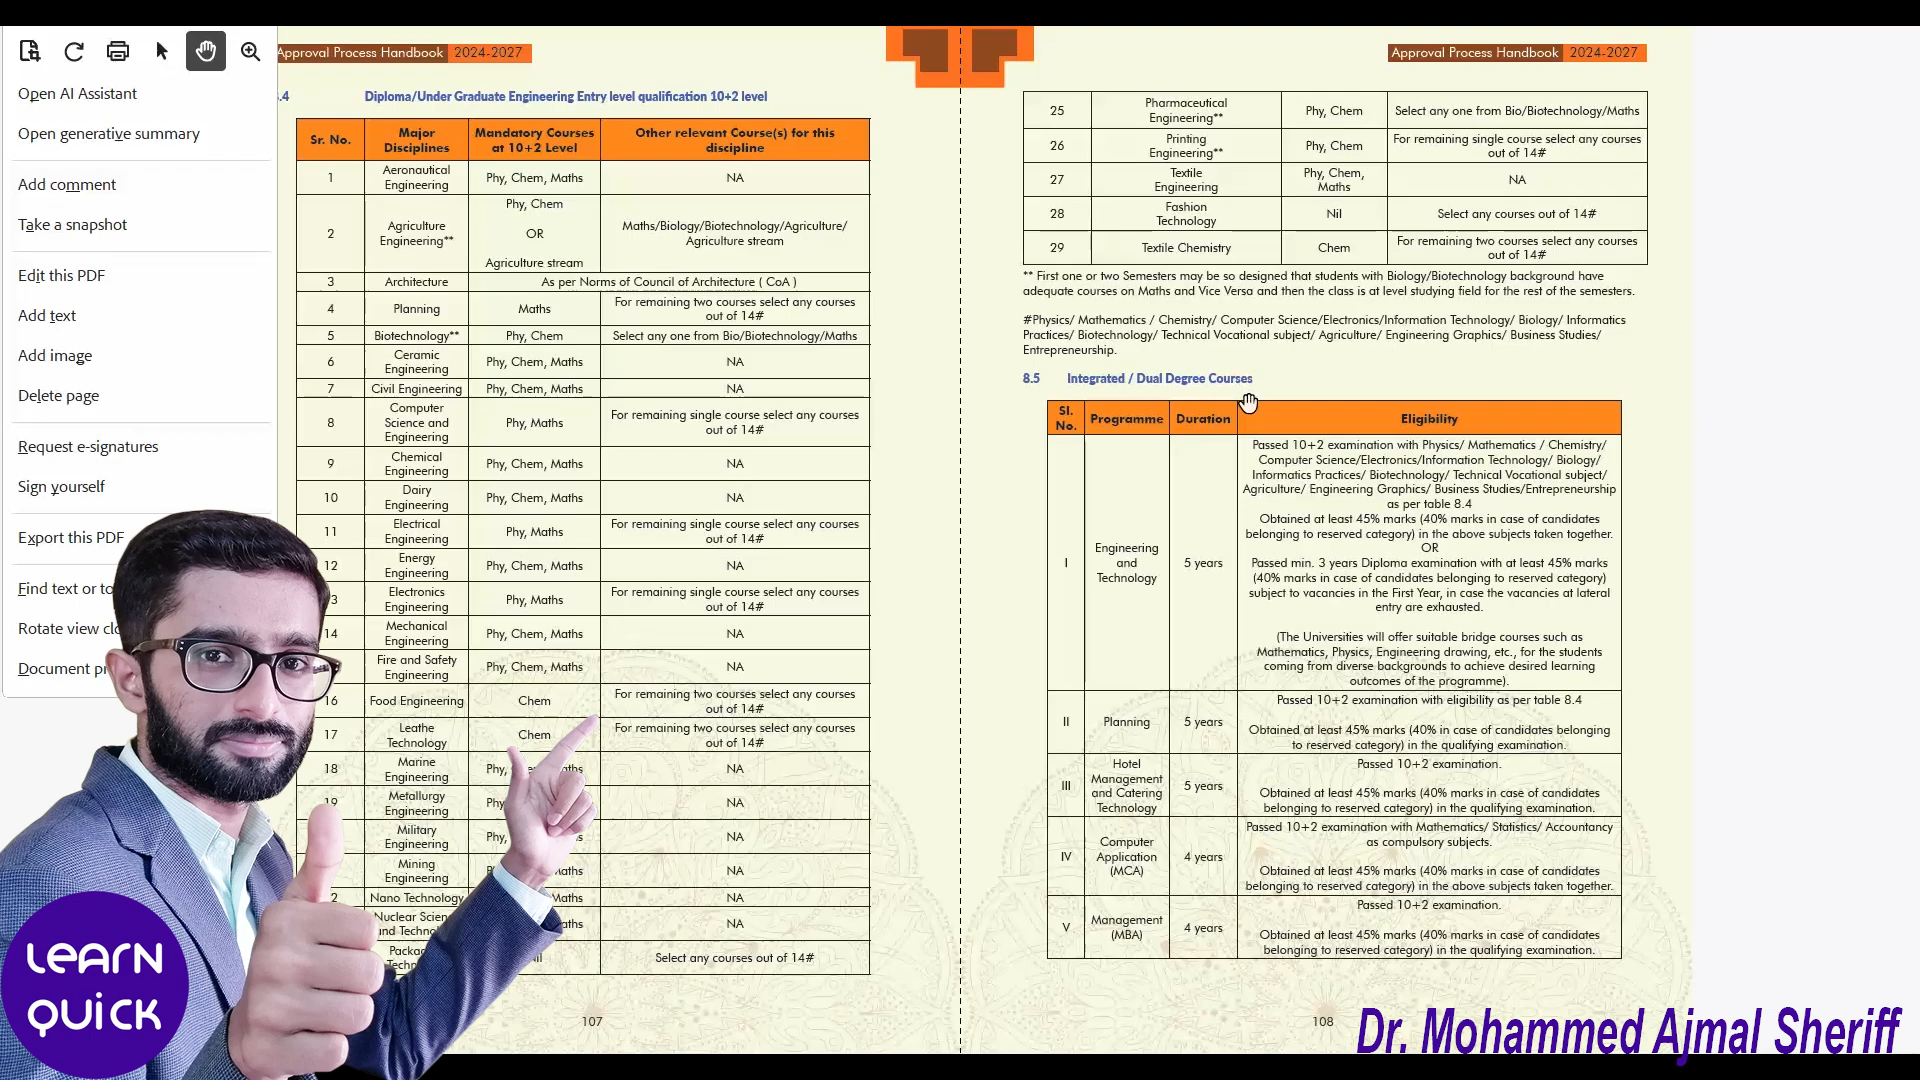 Approval Process Handbook 2024-2027
Open AI Assistant
Open generative summary
Add comment
Take a snapshot
Edit this PDF
Add text
Add image
Delete page
Request e-signatures
Sign yourself
Export this PDF
Find text or to
Rotate view clo
Document pr
.4 Diploma/Under Graduate Engineering Entry level qualification 10+2 level
Sr. No. Major Disciplines Mandatory Courses at 10+2 Level Other relevant Course(s) for this discipline
1 Aeronautical Engineering Phy, Chem, Maths NA
2 Agriculture Engineering** Phy, Chem OR Agriculture stream Maths/Biology/Biotechnology/Agriculture/ Agriculture stream
3 Architecture As per Norms of Council of Architecture ( CoA )
4 Planning Maths For remaining two courses select any courses out of 14#
5 Biotechnology** Phy, Chem Select any one from Bio/Biotechnology/Maths
6 Ceramic Engineering Phy, Chem, Maths NA
7 Civil Engineering Phy, Chem, Maths NA
8 Computer Science and Engineering Phy, Maths For remaining single course select any courses out of 14#
9 Chemical Engineering Phy, Chem, Maths NA
10 Dairy Engineering Phy, Chem, Maths NA
11 Electrical Engineering Phy, Maths For remaining single course select any courses out of 14#
12 Energy Engineering Phy, Chem, Maths NA
3 Electronics Engineering Phy, Maths For remaining single course select any courses out of 14#
14 Mechanical Engineering Phy, Chem, Maths NA
Fire and Safety Engineering Phy, Chem, Maths NA
16 Food Engineering Chem For remaining two courses select any courses out of 14#
17 Leathe Technology Chem For remaining two courses select any courses out of 14#
18 Marine Engineering Phy, NA
19 Metallurgy Engineering Phy NA
Military Engineering Phy, NA
Mining Engineering aths NA
2 Nano Technology Maths NA
Nuclear Scien nd Techno aths NA
Packa Techn Nil Select any courses out of 14#
107
Approval Process Handbook 2024-2027
25 Pharmaceutical Engineering** Phy, Chem Select any one from Bio/Biotechnology/Maths
26 Printing Engineering** Phy, Chem For remaining single course select any courses out of 14#
27 Textile Engineering Phy, Chem, Maths NA
28 Fashion Technology Nil Select any courses out of 14#
29 Textile Chemistry Chem For remaining two courses select any courses out of 14#
** First one or two Semesters may be so designed that students with Biology/Biotechnology background have
adequate courses on Maths and Vice Versa and then the class is at level studying field for the rest of the semesters.
#Physics/ Mathematics / Chemistry/ Computer Science/Electronics/Information Technology/ Biology/ Informatics
Practices/ Biotechnology/ Technical Vocational subject/ Agriculture/ Engineering Graphics/ Business Studies/
Entrepreneurship.
8.5 Integrated / Dual Degree Courses
Sl. No. Programme Duration Eligibility
I Engineering and Technology 5 years
Passed 10+2 examination with Physics/ Mathematics / Chemistry/
Computer Science/Electronics/Information Technology/ Biology/
Informatics Practices/ Biotechnology/ Technical Vocational subject/
Agriculture/ Engineering Graphics/ Business Studies/Entrepreneurship
as per table 8.4
Obtained at least 45% marks (40% marks in case of candidates
belonging to reserved category) in the above subjects taken together.
OR
Passed min. 3 years Diploma examination with at least 45% marks
(40% marks in case of candidates belonging to reserved category)
subject to vacancies in the First Year, in case the vacancies at lateral
entry are exhausted.
(The Universities will offer suitable bridge courses such as
Mathematics, Physics, Engineering drawing, etc., for the students
coming from diverse backgrounds to achieve desired learning
outcomes of the programme).
II Planning 5 years
Passed 10+2 examination with eligibility as per table 8.4
Obtained at least 45% marks (40% in case of candidates belonging
to reserved category) in the qualifying examination.
III Hotel Management and Catering Technology 5 years
Passed 10+2 examination.
Obtained at least 45% marks (40% marks in case of candidates
belonging to reserved category) in the qualifying examination.
IV Computer Application (MCA) 4 years
Passed 10+2 examination with Mathematics/ Statistics/ Accountancy
as compulsory subjects.
Obtained at least 45% marks (40% marks in case of candidates
belonging to reserved category) in the above subjects taken together.
V Management (MBA) 4 years
Passed 10+2 examination.
Obtained at least 45% marks (40% marks in case of candidates
belonging to reserved category) in the qualifying examination.
108
LEARN
QUICK
Dr. Mohammed Ajmal Sheriff